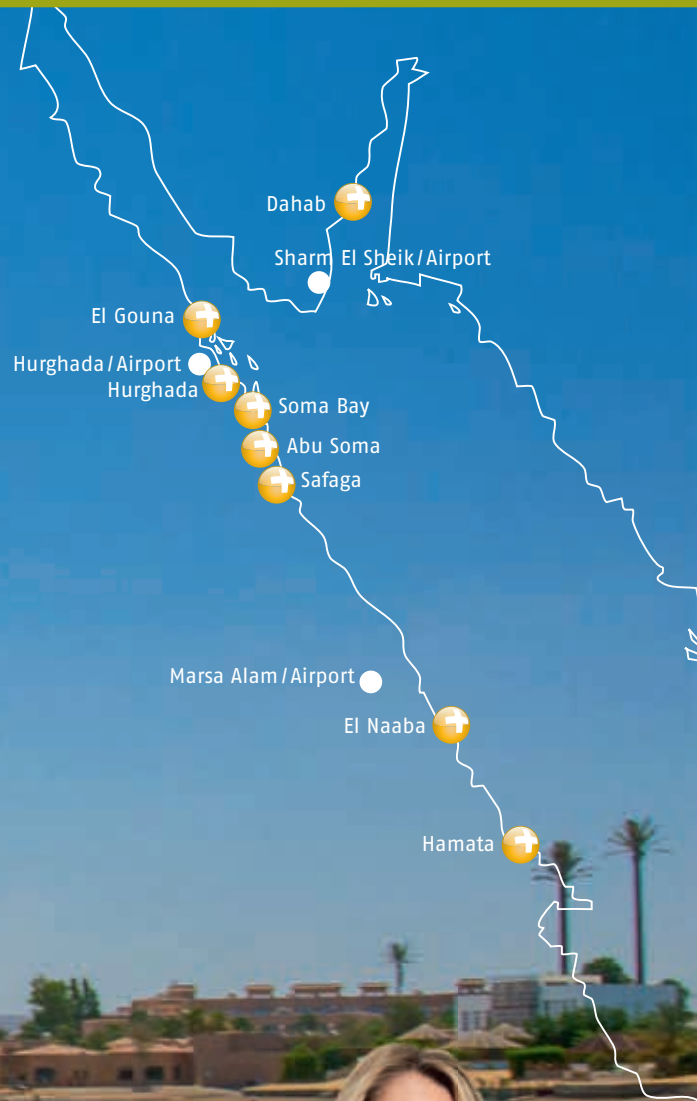 Dahab
Sharm El Sheik/Airport
El Gouna
Hurghada/Airport
Hurghada
Soma Bay
Abu Soma
Safaga
Marsa Alam/Airport
El Naaba
Hamata